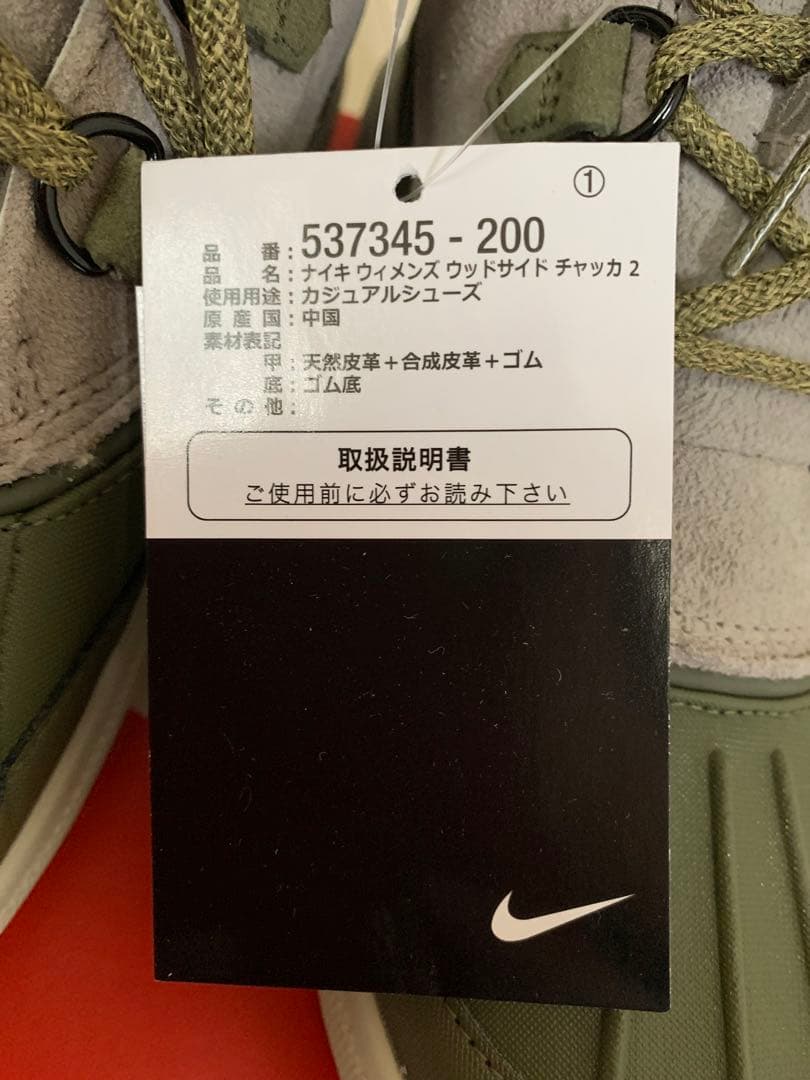 ①
品番:537345 - 200
品名:ナイキ ウィメンズ ウッドサイド チャッカ 2
使用用途:カジュアルシューズ
原産国:中国
素材表記
甲:天然皮革+合成皮革+ゴム
底:ゴム底
その他:
取扱説明書
ご使用前に必ずお読み下さい